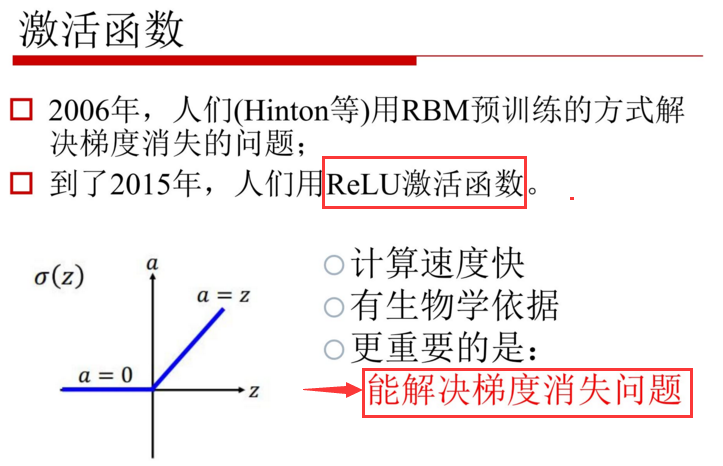 激活函数
2006年，人们(Hinton等)用RBM预训练的方式解
决梯度消失的问题；
到了2015年，人们用ReLU激活函数。
σ(z)
a
a = z
a = 0
z
计算速度快
有生物学依据
更重要的是：
能解决梯度消失问题